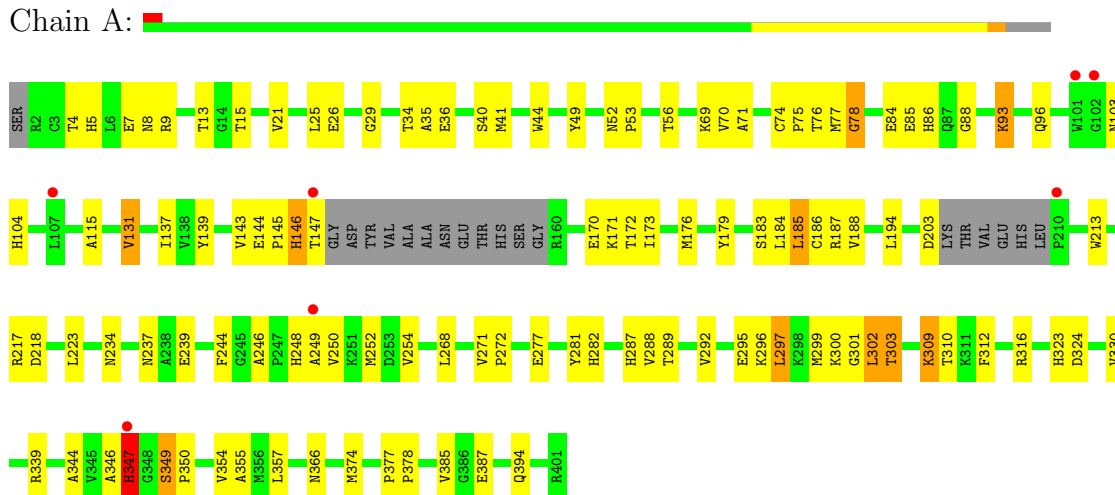 Chain A:
SER R2 C3 T4 H5 L6 E7 N8 R9 T13 G14 T15 V21 L25 E26 G29 T34 A35 E36 S40 M41 W44 Y49 N52 P53 T56 K69 V70 A71 C74 P75 T76 M77 G78 E84 E85 H86 Q87 G88 K93 Q96 W101 G102 N103
H104 L107 A115 V131 I137 V138 Y139 V143 E144 P145 H146 T147 GLY ASP TYR VAL ALA ALA ASN GLU THR HIS SER GLY R160 E170 K171 T172 I173 M176 Y179 S183 L184 L185 C186 R187 V188 L194 D203 LYS THR VAL GLU HIS LEU P210 W213
R217 D218 L223 N234 N237 A238 E239 F244 G245 A246 P247 H248 A249 V250 K251 M252 D253 V254 L268 V271 P272 E277 Y281 H282 H287 V288 T289 V292 E295 K296 L297 K298 M299 K300 G301 L302 T303 K309 T310 K311 F312 R316 H323 D324
R339 A344 V345 A346 H347 G348 S349 P350 V354 A355 M356 L357 N366 M374 P377 P378 V385 G386 E387 Q394 R401